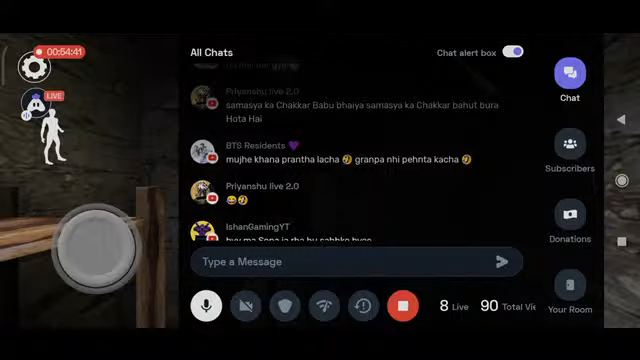 00:54:41
All Chats
Chat alert box
LIVE
Chat
Priyanshu live 2.0
samasya ka Chakkar Babu bhaiya samasya ka Chakkar bahut bura
Hota Hai
BTS Residents 💜
mujhe khana prantha lacha 🤣 granpa nhi pehnta kacha 🤣
Subscribers
Priyanshu live 2.0
😂🤣
IshanGamingYT
Donations
Type a Message
8 Live
90 Total Vi
Your Room